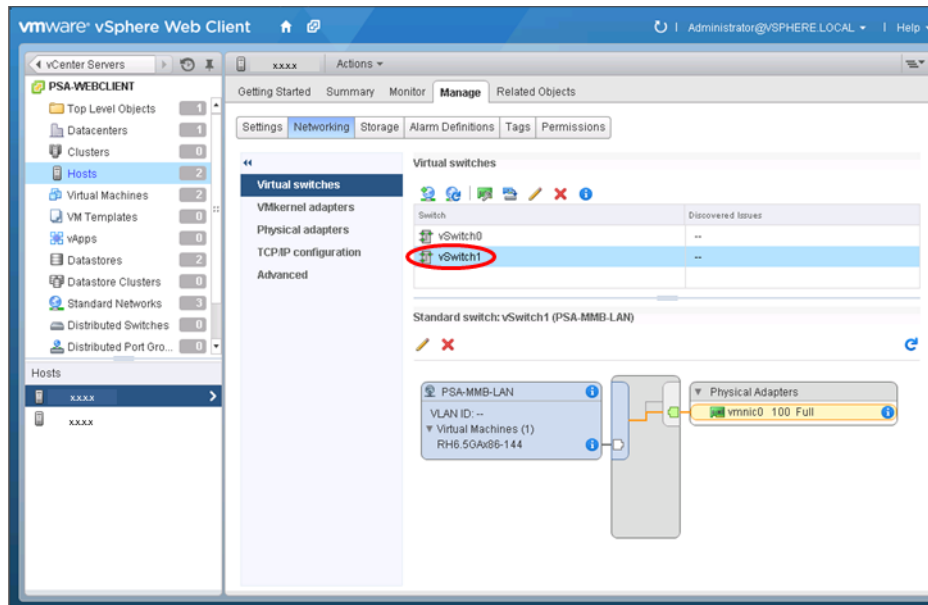 vmware® vSphere Web Client
Administrator@VSPHERE.LOCAL
Help
vCenter Servers
PSA-WEBCLIENT
Top Level Objects 1
Datacenters 1
Clusters 0
Hosts 2
Virtual Machines 2
VM Templates 0
vApps 0
Datastores 2
Datastore Clusters 0
Standard Networks 3
Distributed Switches 0
Distributed Port Gro... 0
Hosts
x.x.x.x
x.x.x.x
x.x.x.x
Actions
Getting Started Summary Monitor Manage Related Objects
Settings Networking Storage Alarm Definitions Tags Permissions
Virtual switches
VMkernel adapters
Physical adapters
TCP/IP configuration
Advanced
Virtual switches
Switch Discovered Issues
vSwitch0 --
vSwitch1 --
Standard switch: vSwitch1 (PSA-MMB-LAN)
PSA-MMB-LAN
VLAN ID: --
Virtual Machines (1)
RH6.5GAx86-144
Physical Adapters
vmnic0 100 Full